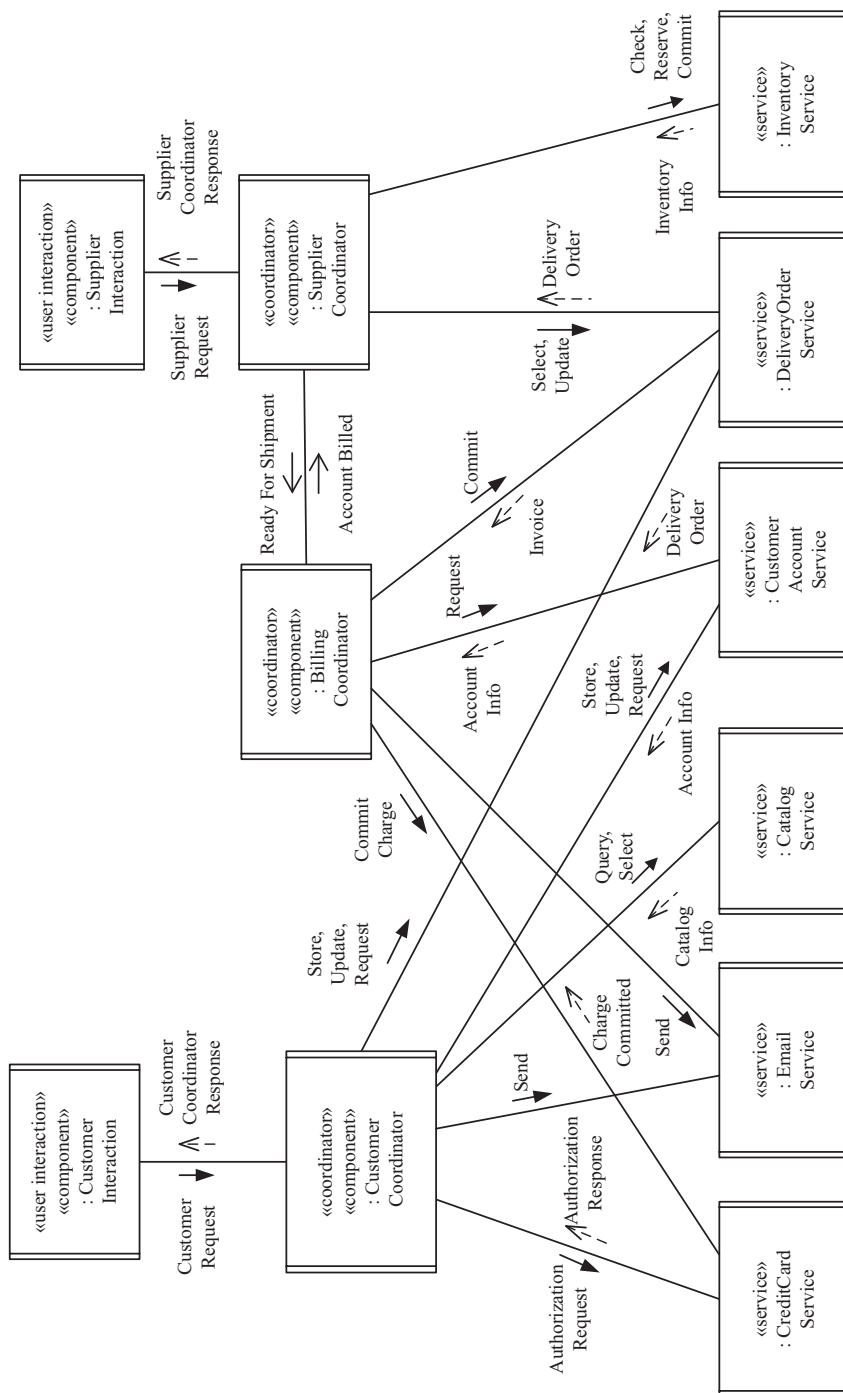 «user interaction»
«component»
: Customer
Interaction
«user interaction»
«component»
: Supplier
Interaction
Customer
Request
Customer
Coordinator
Response
Supplier
Request
Supplier
Coordinator
Response
«coordinator»
«component»
: Customer
Coordinator
«coordinator»
«component»
: Billing
Coordinator
Ready For Shipment
Account Billed
«coordinator»
«component»
: Supplier
Coordinator
Store,
Update,
Request
Commit
Charge
Account
Info
Request
Commit
Invoice
Select,
Update
Delivery
Order
Check,
Reserve,
Commit
Inventory
Info
Authorization
Request
Authorization
Response
Send
Charge
Committed
Send
Query,
Select
Catalog
Info
Store,
Update,
Request
Account Info
Delivery
Order
«service»
: CreditCard
Service
«service»
: Email
Service
«service»
: Catalog
Service
«service»
: Customer
Account
Service
«service»
: DeliveryOrder
Service
«service»
: Inventory
Service